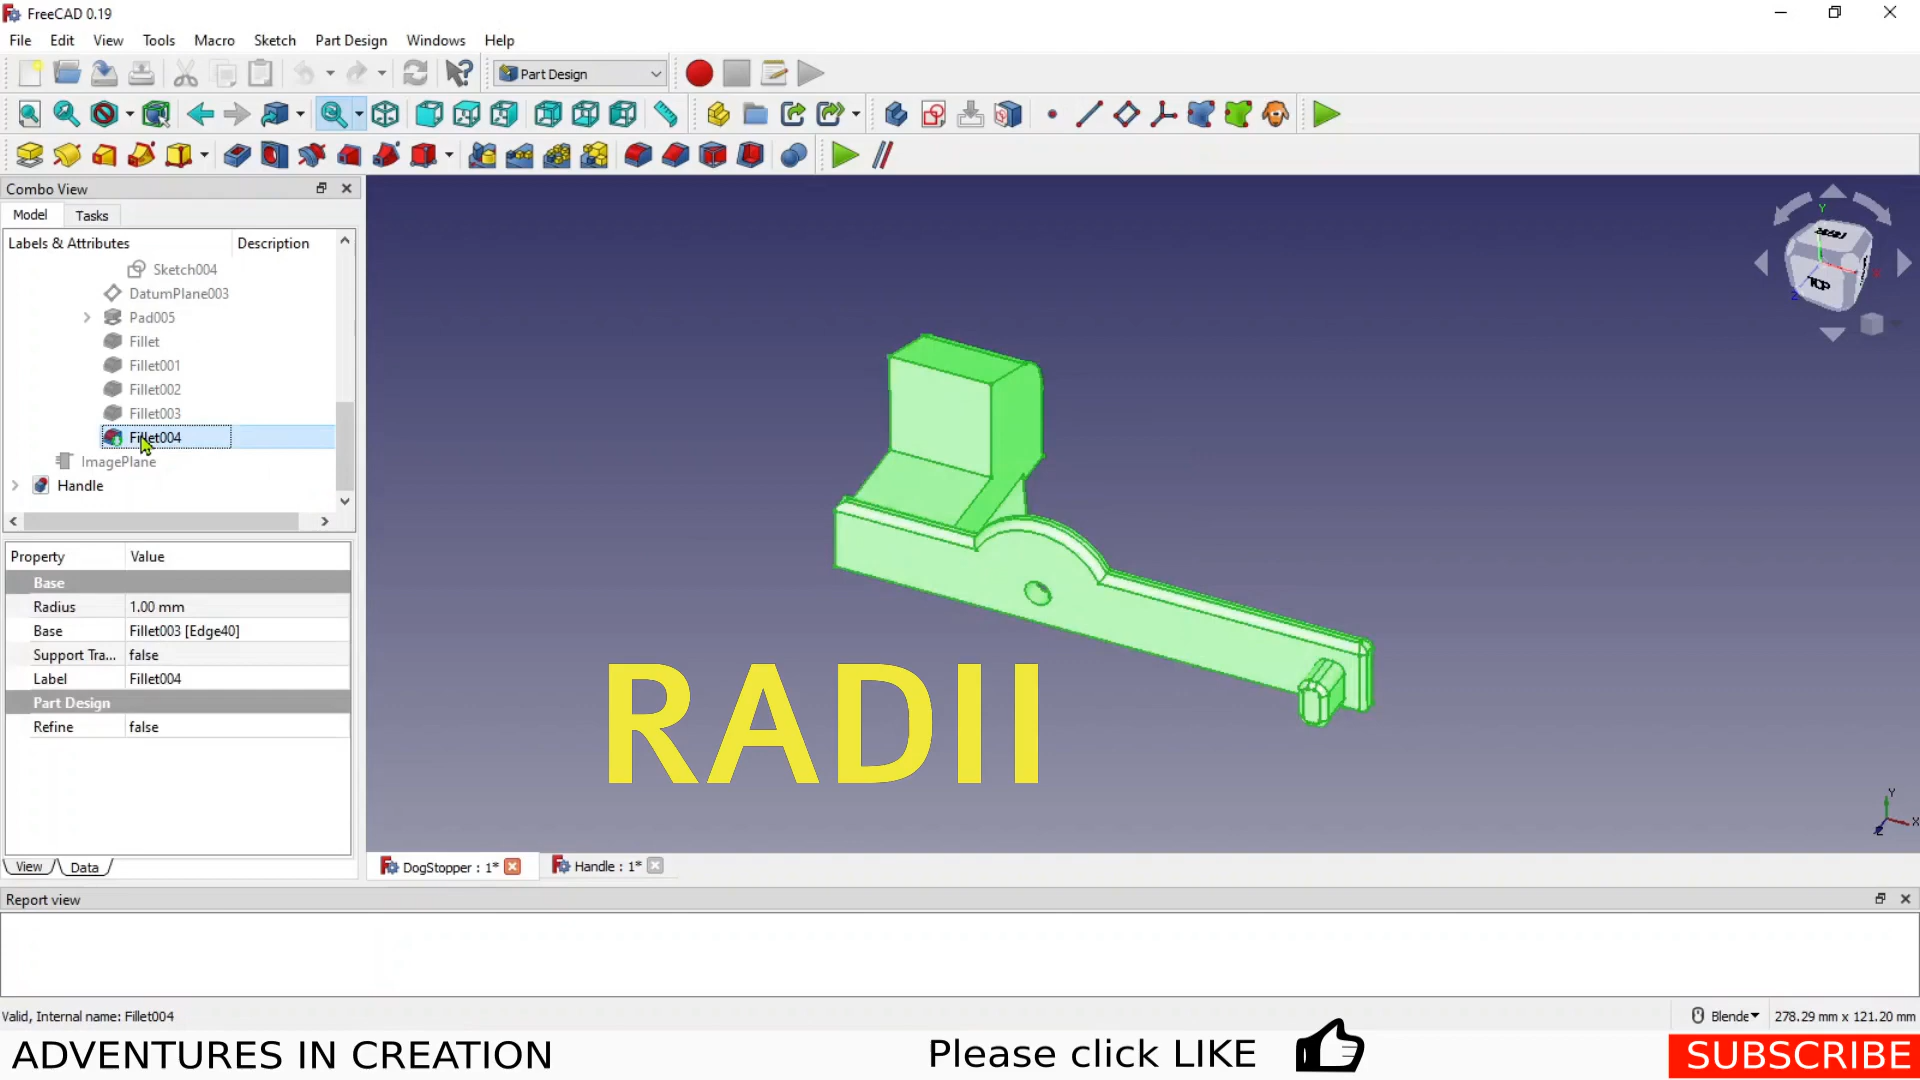 FreeCAD 0.19
File Edit View Tools Macro Sketch Part Design Windows Help
Part Design
Combo View
Model Tasks
Labels & Attributes Description
Sketch004
DatumPlane003
Pad005
Fillet
Fillet001
Fillet002
Fillet003
Fillet004
ImagePlane
Handle
Property Value
Base
Radius 1.00 mm
Base Fillet003 [Edge40]
Support Tra... false
Label Fillet004
Part Design
Refine false
View Data
TOP
Y
X
Z
RADII
Y
X
Z
DogStopper : 1* Handle : 1*
Report view
Valid, Internal name: Fillet004
Blende 278.29 mm x 121.20 mm
ADVENTURES IN CREATION Please click LIKE SUBSCRIBE